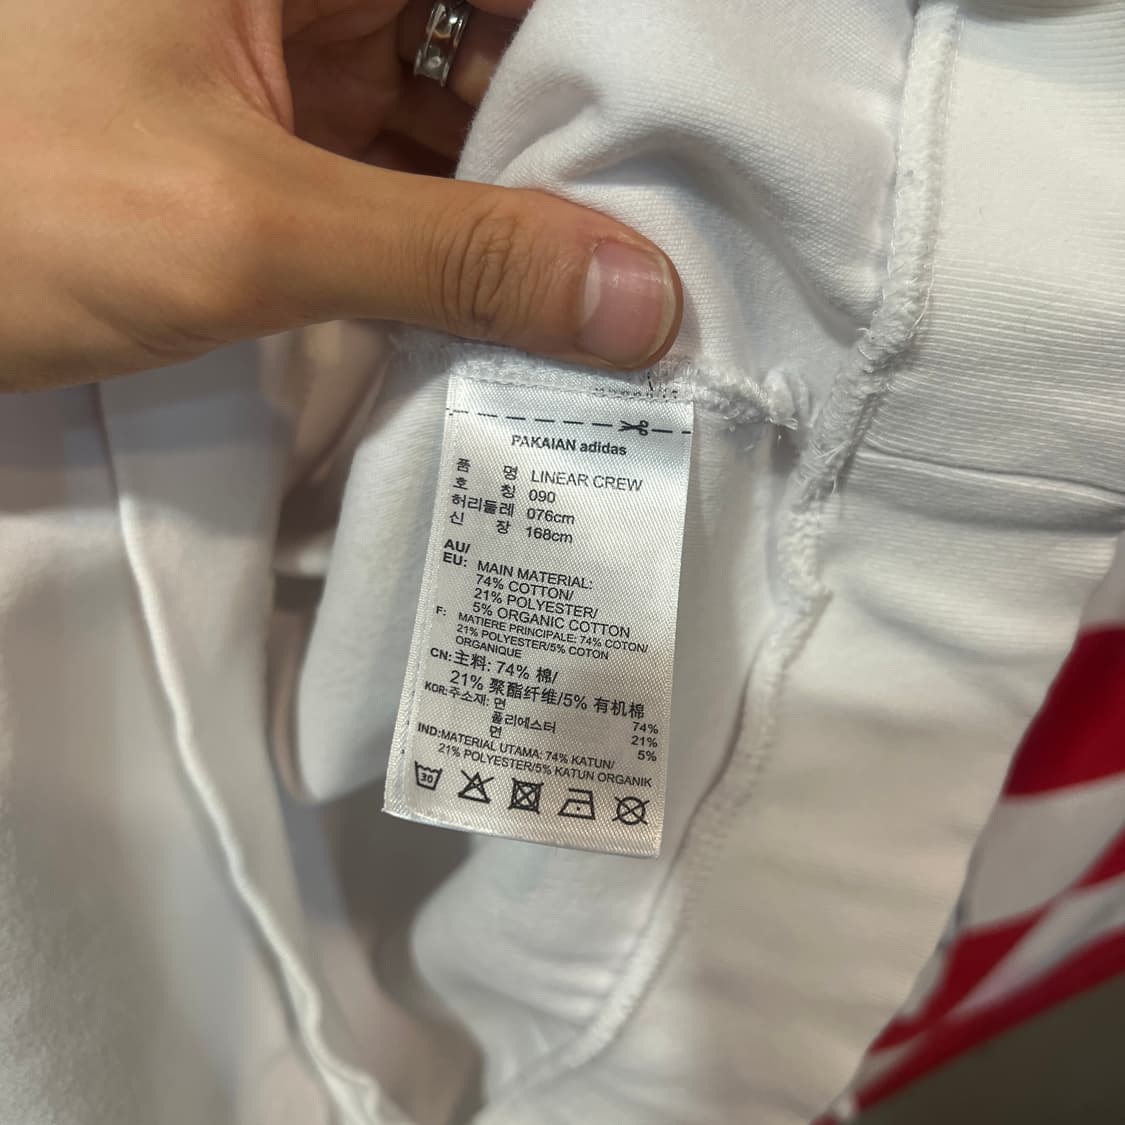 PAKAIAN adidas
품 명 LINEAR CREW
호 칭 090
허리둘레 076cm
신 장 168cm
AU/
EU: MAIN MATERIAL:
74% COTTON/
21% POLYESTER/
5% ORGANIC COTTON
F: MATIERE PRINCIPALE: 74% COTON/
21% POLYESTER/5% COTON
ORGANIQUE
CN: 主料: 74% 棉/
21% 聚酯纤维/5% 有机棉
KOR: 주소재: 면 74%
폴리에스터 21%
면 5%
IND: MATERIAL UTAMA: 74% KATUN/
21% POLYESTER/5% KATUN ORGANIK
30